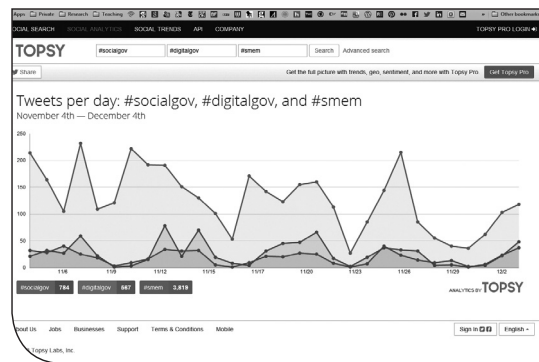 Apps Private Research Teaching Other bookmarks
OCIAL SEARCH SOCIAL ANALYTICS SOCIAL TRENDS API COMPANY TOPSY PRO LOGIN
TOPSY #socialgov #digitalgov #smem Search Advanced search
Share Get the full picture with trends, geo, sentiment, and more with Topsy Pro. Get Topsy Pro
Tweets per day: #socialgov, #digitalgov, and #smem
November 4th — December 4th
250
200
150
100
50
0
11/6 11/9 11/12 11/15 11/17 11/20 11/23 11/26 11/29 12/2
#socialgov 784 #digitalgov 667 #smem 3,819 ANALYTICS BY TOPSY
bout Us Jobs Businesses Support Terms & Conditions Mobile Sign in English
Topsy Labs, Inc.